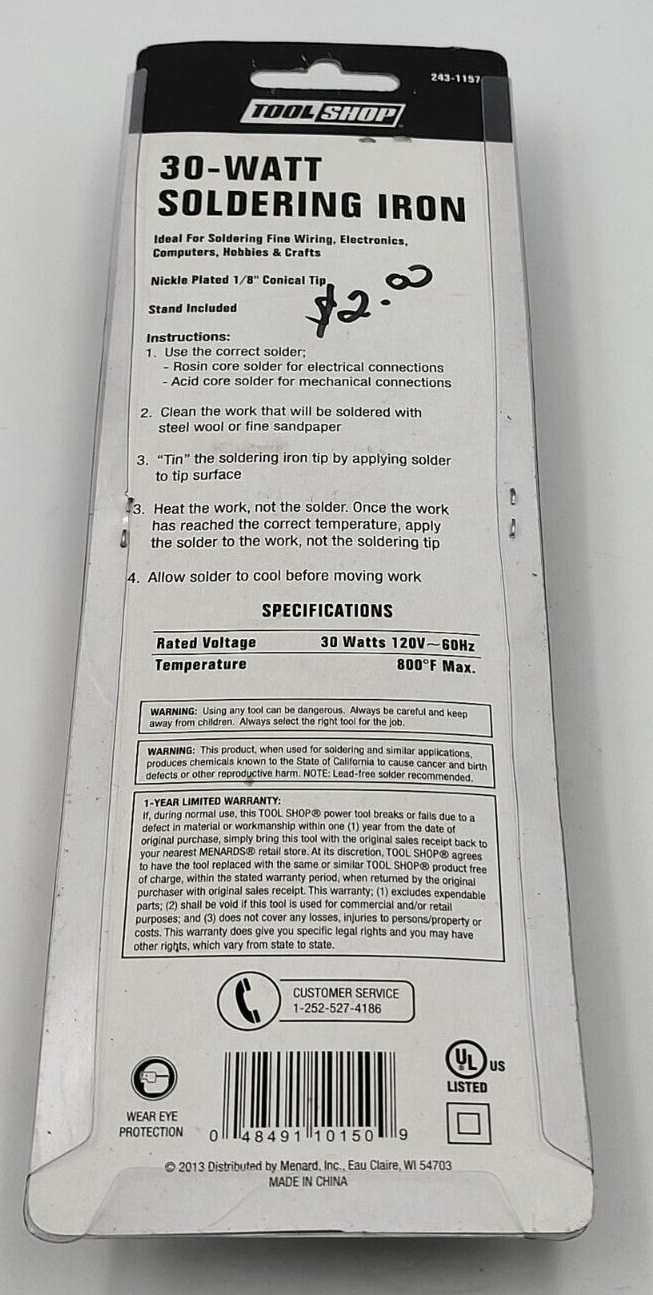 243-1157
TOOL SHOP
30-WATT
SOLDERING IRON
Ideal For Soldering Fine Wiring, Electronics,
Computers, Hobbies & Crafts
Nickle Plated 1/8" Conical Tip
$2.00
Stand Included
Instructions:
1. Use the correct solder;
- Rosin core solder for electrical connections
- Acid core solder for mechanical connections
2. Clean the work that will be soldered with
steel wool or fine sandpaper
3. “Tin” the soldering iron tip by applying solder
to tip surface
3. Heat the work, not the solder. Once the work
has reached the correct temperature, apply
the solder to the work, not the soldering tip
4. Allow solder to cool before moving work
SPECIFICATIONS
Rated Voltage 30 Watts 120V~60Hz
Temperature 800°F Max.
WARNING: Using any tool can be dangerous. Always be careful and keep
away from children. Always select the right tool for the job.
WARNING: This product, when used for soldering and similar applications,
produces chemicals known to the State of California to cause cancer and birth
defects or other reproductive harm. NOTE: Lead-free solder recommended.
1-YEAR LIMITED WARRANTY:
If, during normal use, this TOOL SHOP® power tool breaks or fails due to a
defect in material or workmanship within one (1) year from the date of
original purchase, simply bring this tool with the original sales receipt back to
your nearest MENARDS® retail store. At its discretion, TOOL SHOP® agrees
to have the tool replaced with the same or similar TOOL SHOP® product free
of charge, within the stated warranty period, when returned by the original
purchaser with original sales receipt. This warranty; (1) excludes expendable
parts; (2) shall be void if this tool is used for commercial and/or retail
purposes; and (3) does not cover any losses, injuries to persons/property or
costs. This warranty does give you specific legal rights and you may have
other rights, which vary from state to state.
CUSTOMER SERVICE
1-252-527-4186
WEAR EYE
PROTECTION
0 48491 10150 9
UL US
LISTED
© 2013 Distributed by Menard, Inc., Eau Claire, WI 54703
MADE IN CHINA